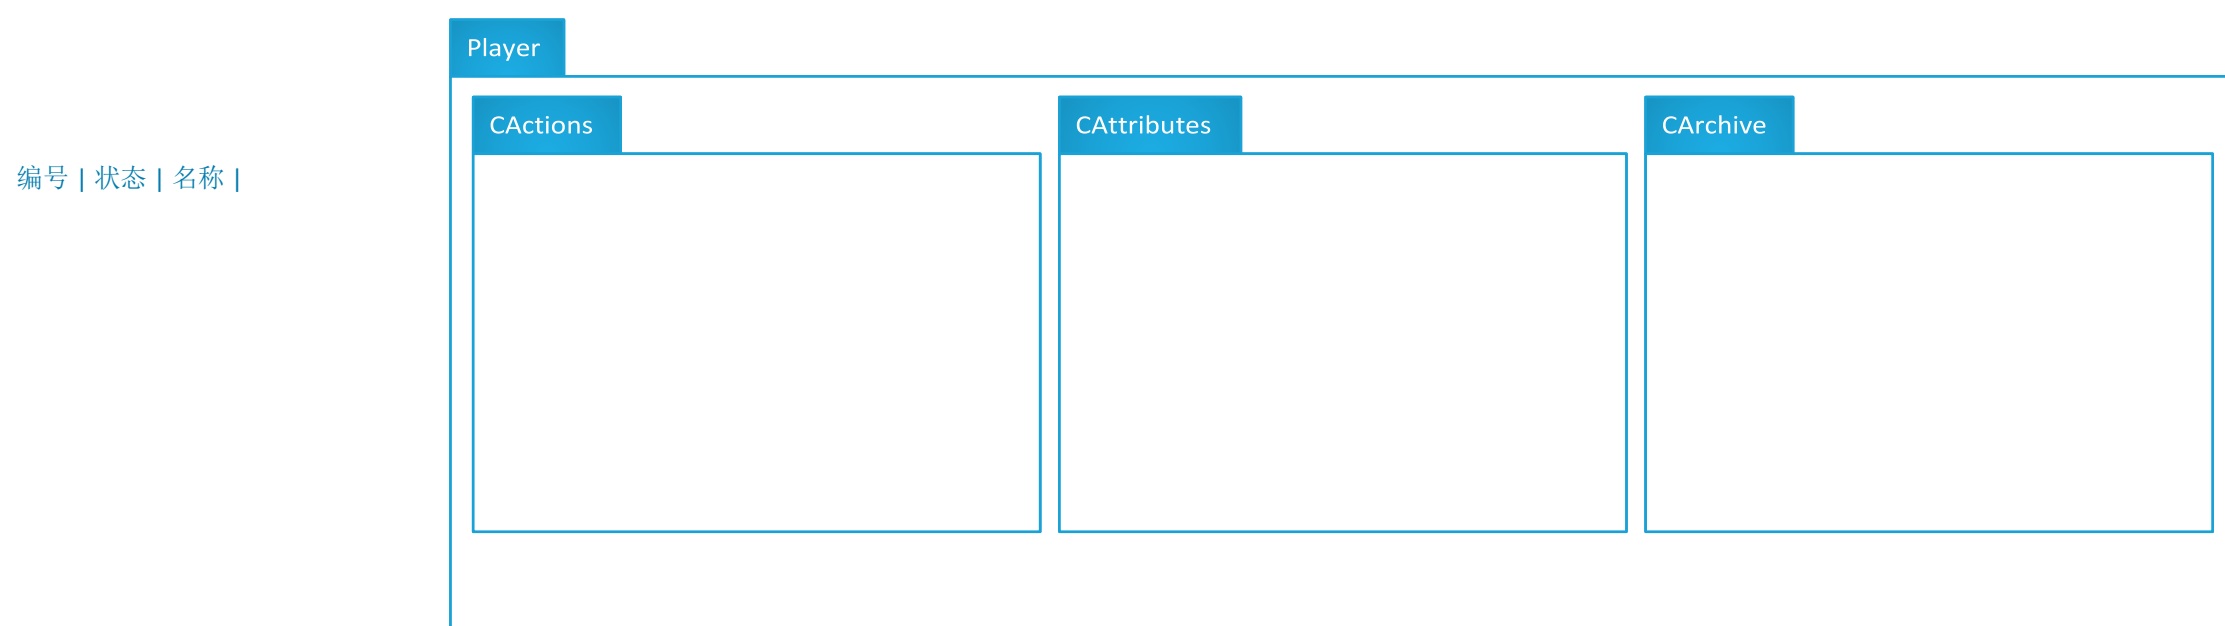 Player
CActions
CAttributes
CArchive
编号 | 状态 | 名称 |